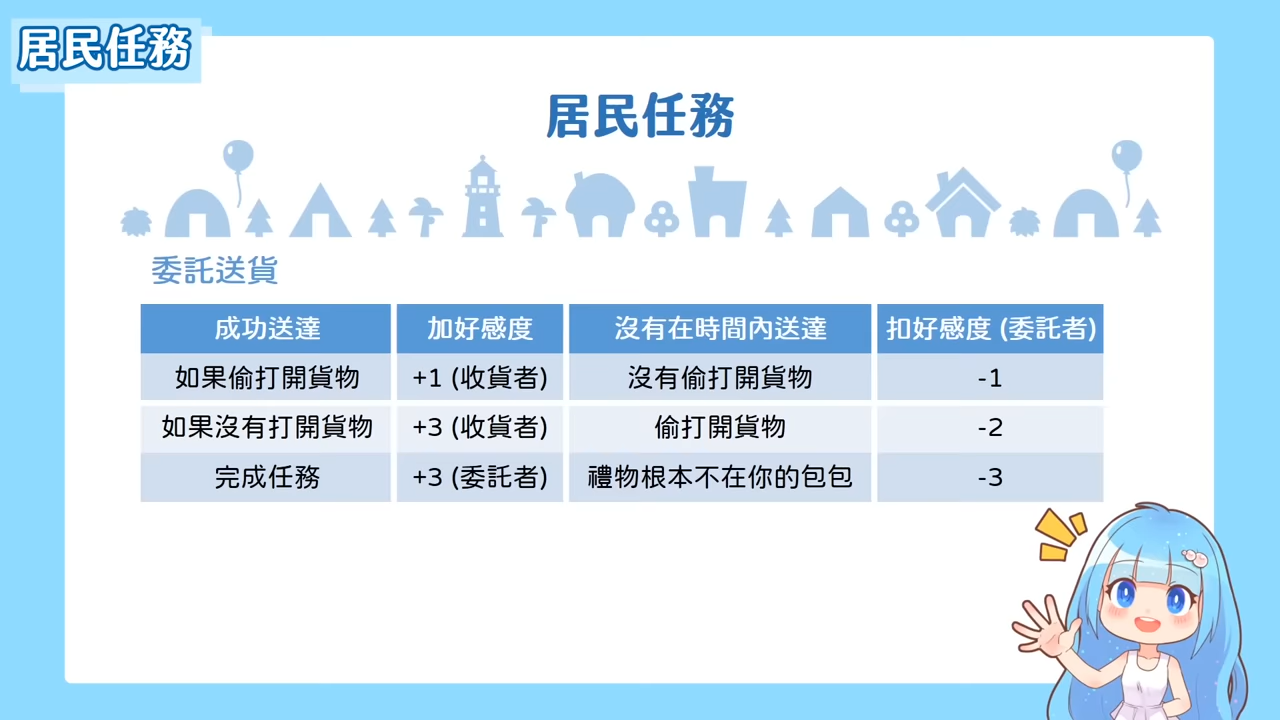 居民任務
居民任務
委託送貨
成功送達 加好感度 沒有在時間內送達 扣好感度 (委託者)
如果偷打開貨物 +1 (收貨者) 沒有偷打開貨物 -1
如果沒有打開貨物 +3 (收貨者) 偷打開貨物 -2
完成任務 +3 (委託者) 禮物根本不在你的包包 -3